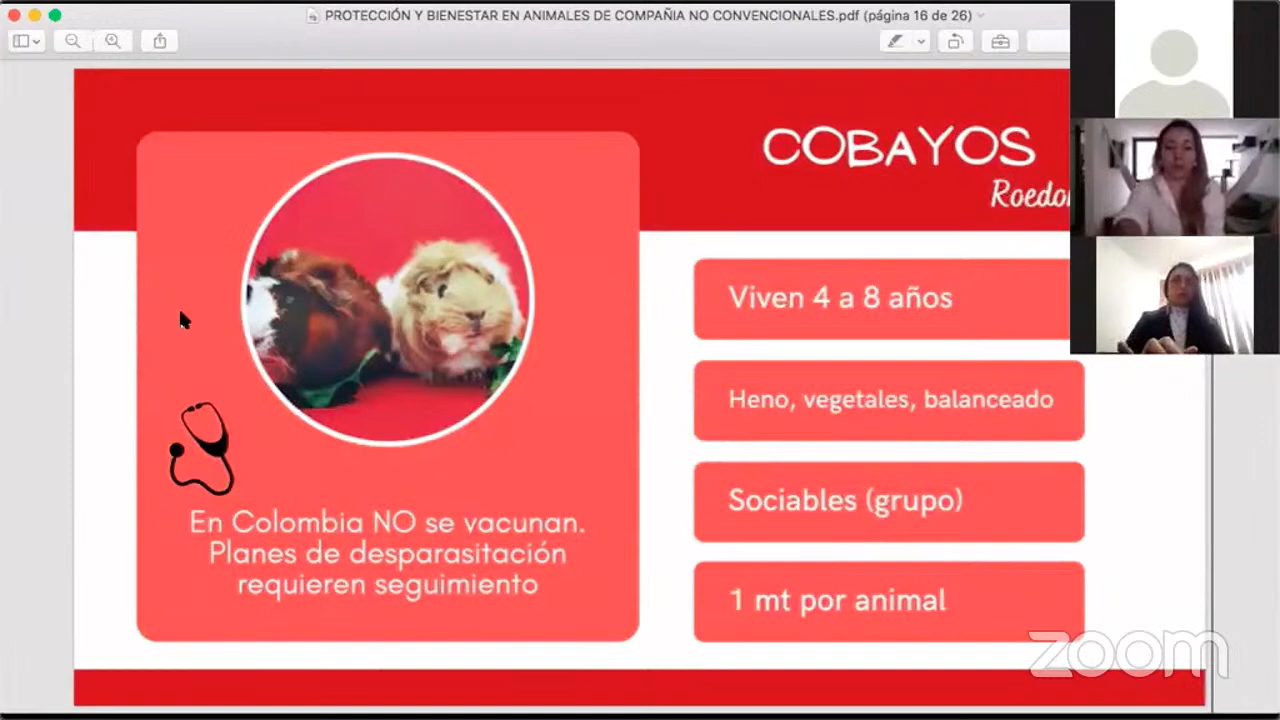 PROTECCIÓN Y BIENESTAR EN ANIMALES DE COMPAÑIA NO CONVENCIONALES.pdf (página 16 de 26)
COBAYOS
Viven 4 a 8 años
Heno, vegetales, balanceado
Sociables (grupo)
1 mt por animal
En Colombia NO se vacunan.
Planes de desparasitación
requieren seguimiento
zoom